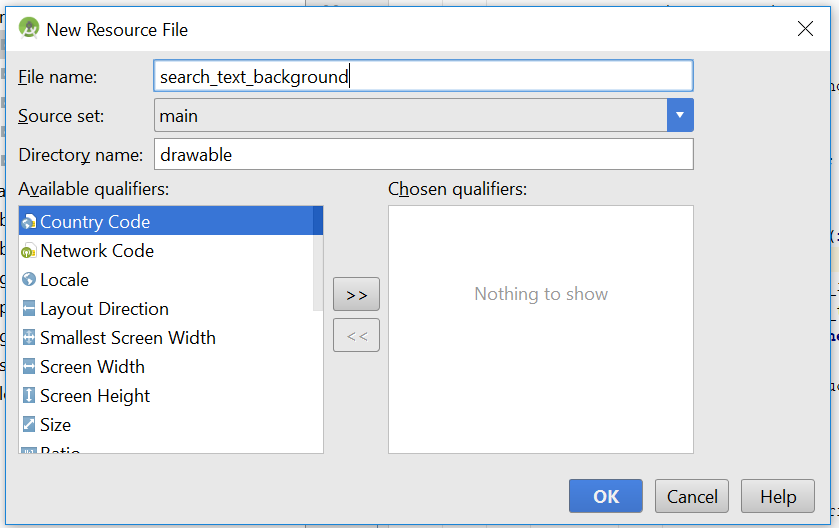 New Resource File
File name:
search_text_background
Source set:
main
Directory name:
drawable
Available qualifiers:
Chosen qualifiers:
Country Code
Network Code
Locale
Layout Direction
Smallest Screen Width
Screen Width
Screen Height
Size
Ratio
>>
<<
Nothing to show
OK
Cancel
Help